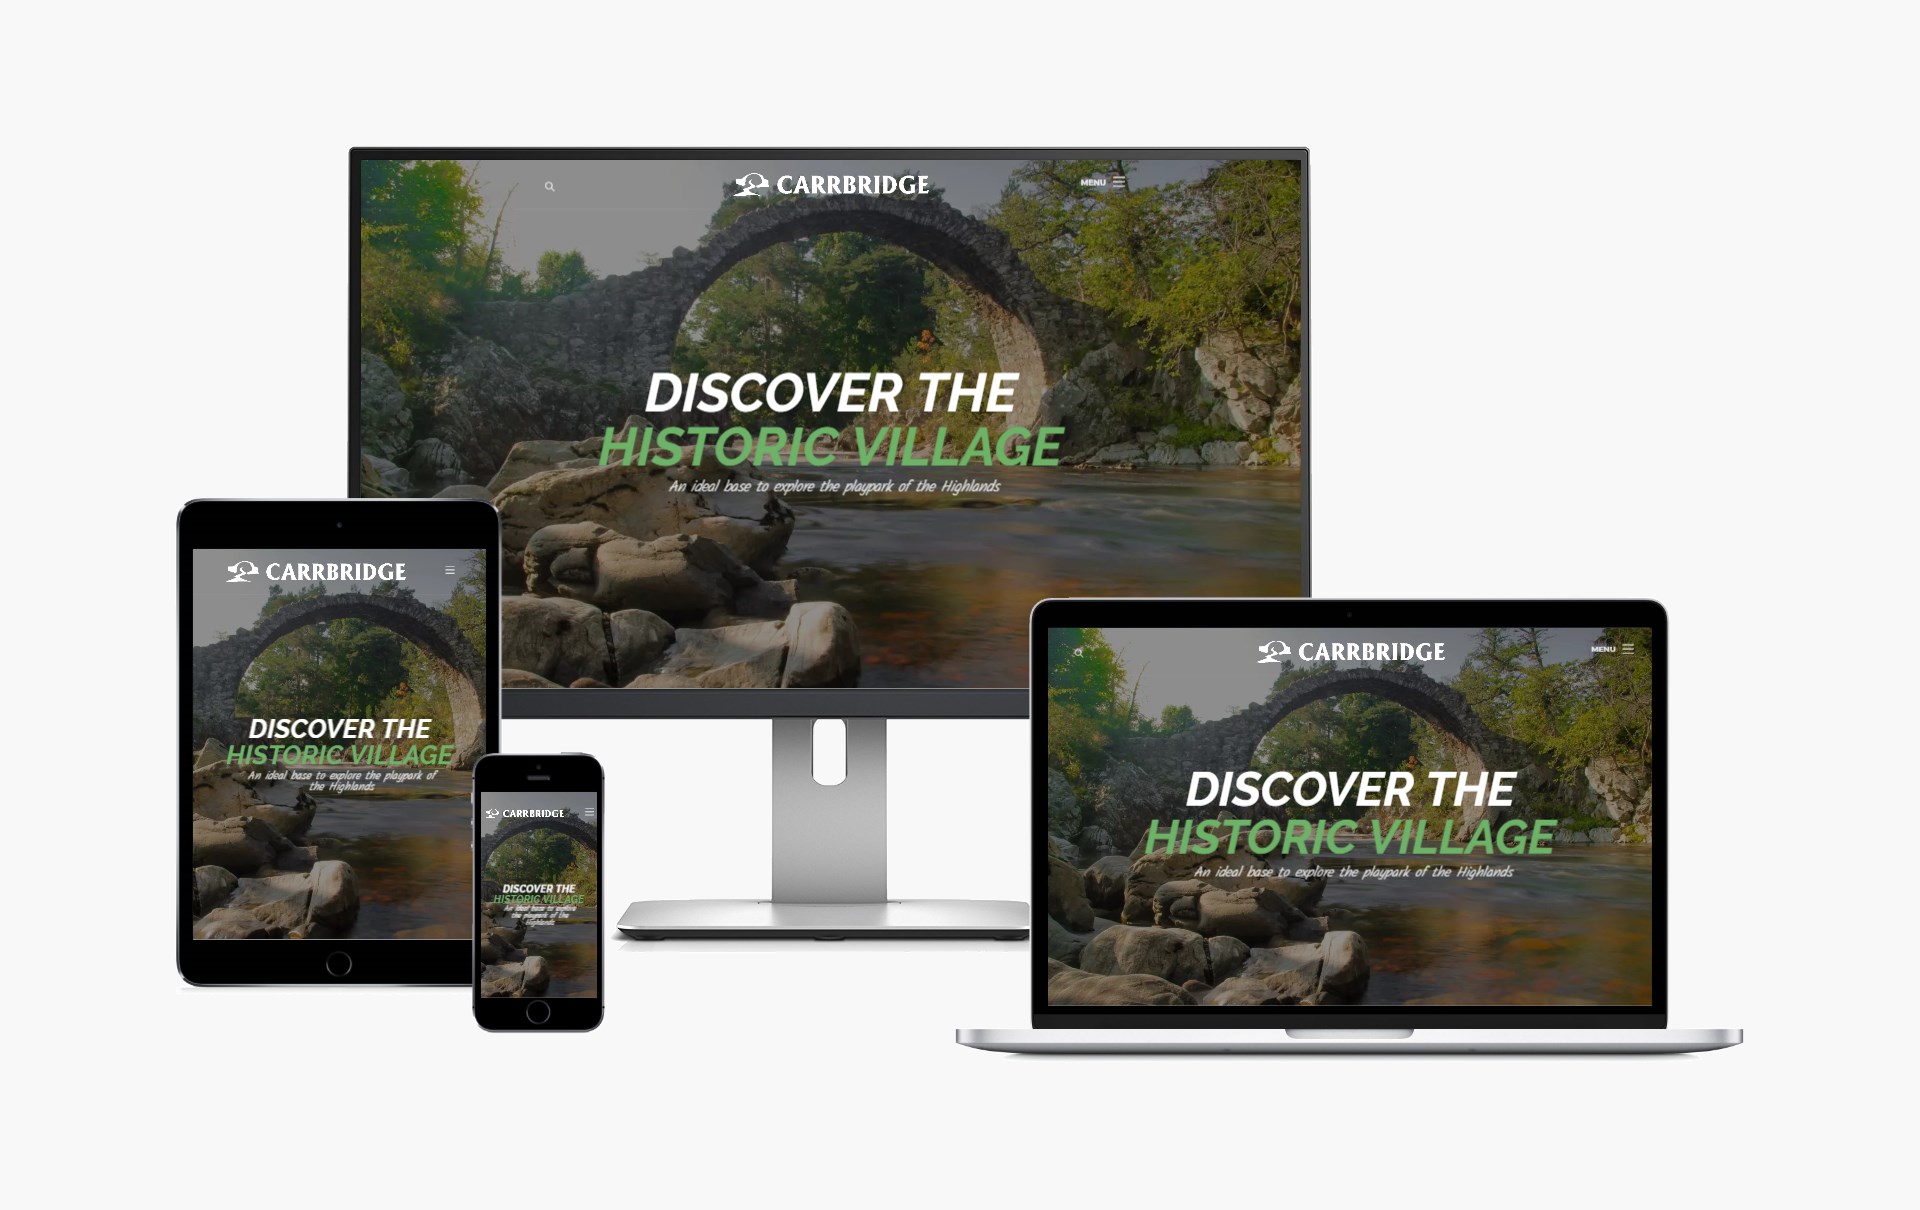 CARRBRIDGE
MENU
DISCOVER THE
HISTORIC VILLAGE
An ideal base to explore the playpark of the Highlands
CARRBRIDGE
DISCOVER THE
HISTORIC VILLAGE
An ideal base to explore the playpark of
the Highlands
CARRBRIDGE
DISCOVER THE
HISTORIC VILLAGE
An ideal base to explore
the playpark of the
Highlands
CARRBRIDGE
MENU
DISCOVER THE
HISTORIC VILLAGE
An ideal base to explore the playpark of the Highlands